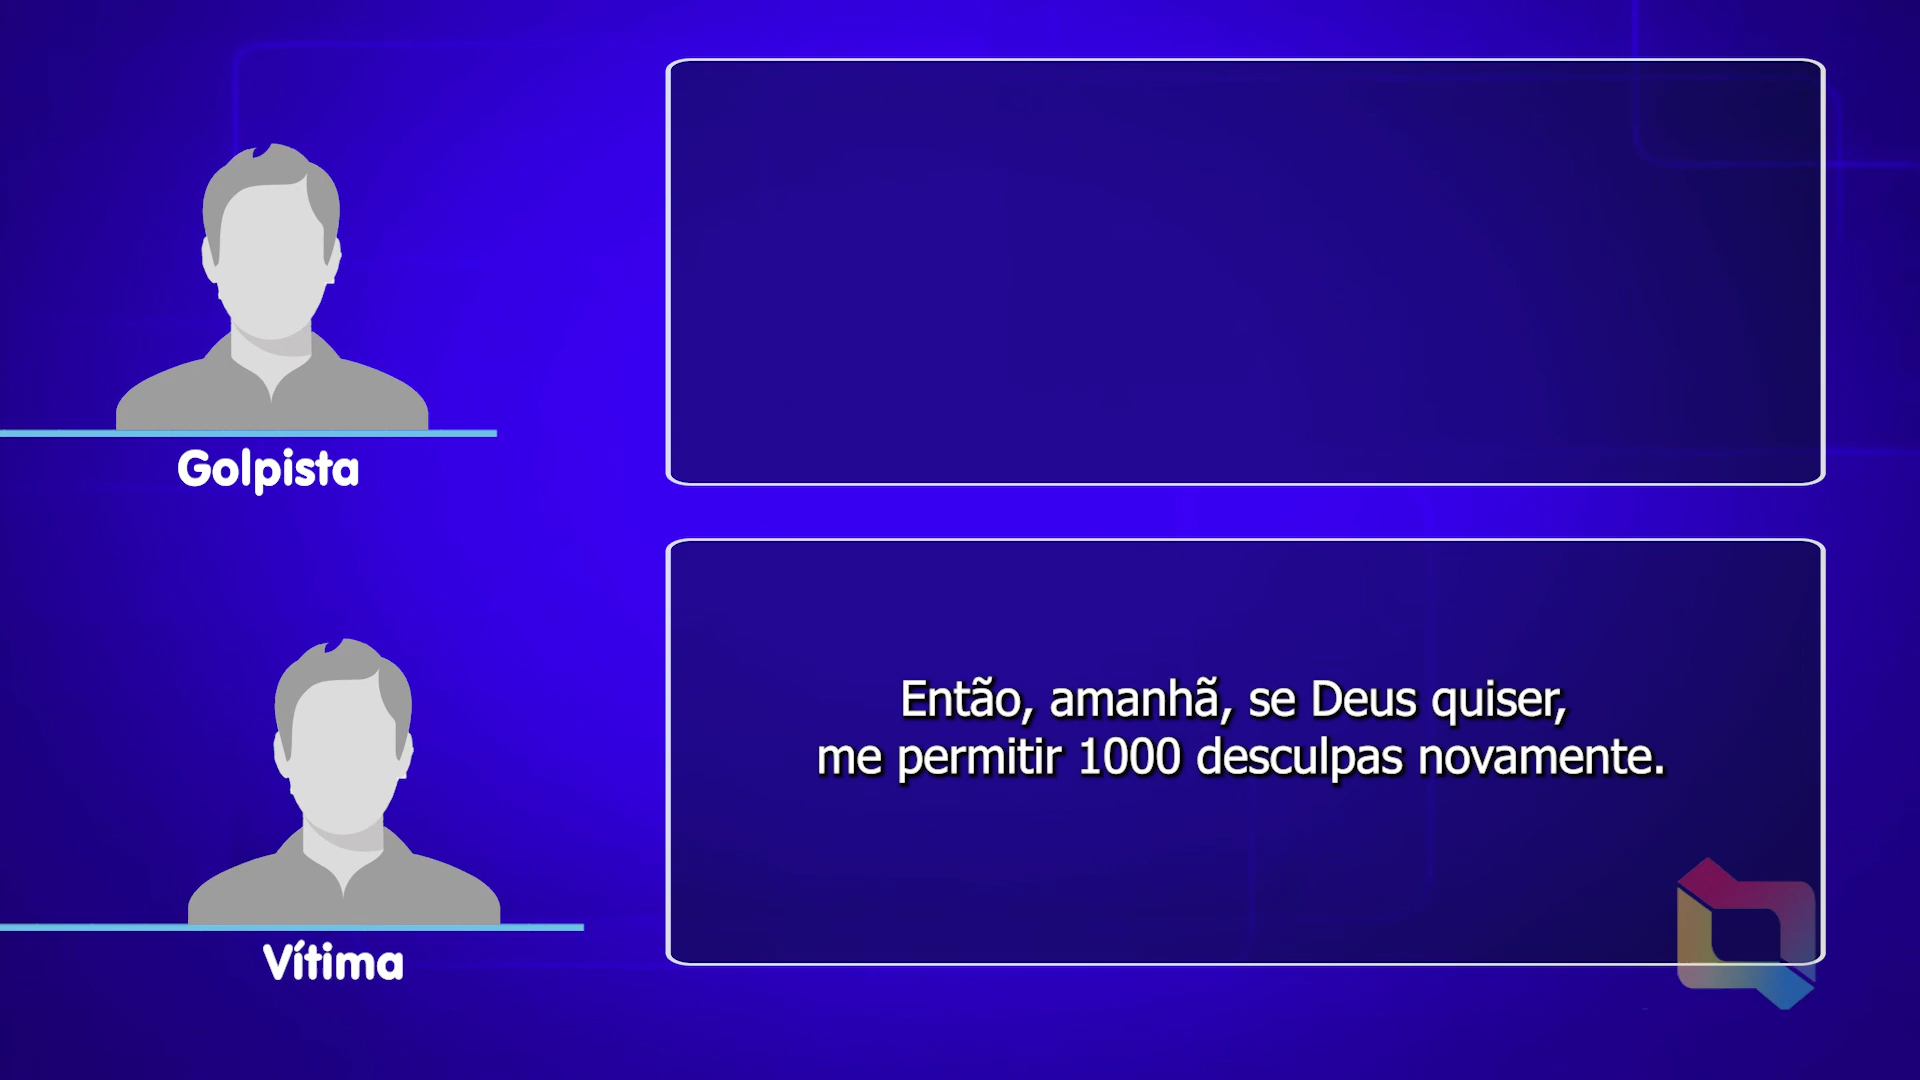 Golpista
Então, amanhã, se Deus quiser,
me permitir 1000 desculpas novamente.
Vítima